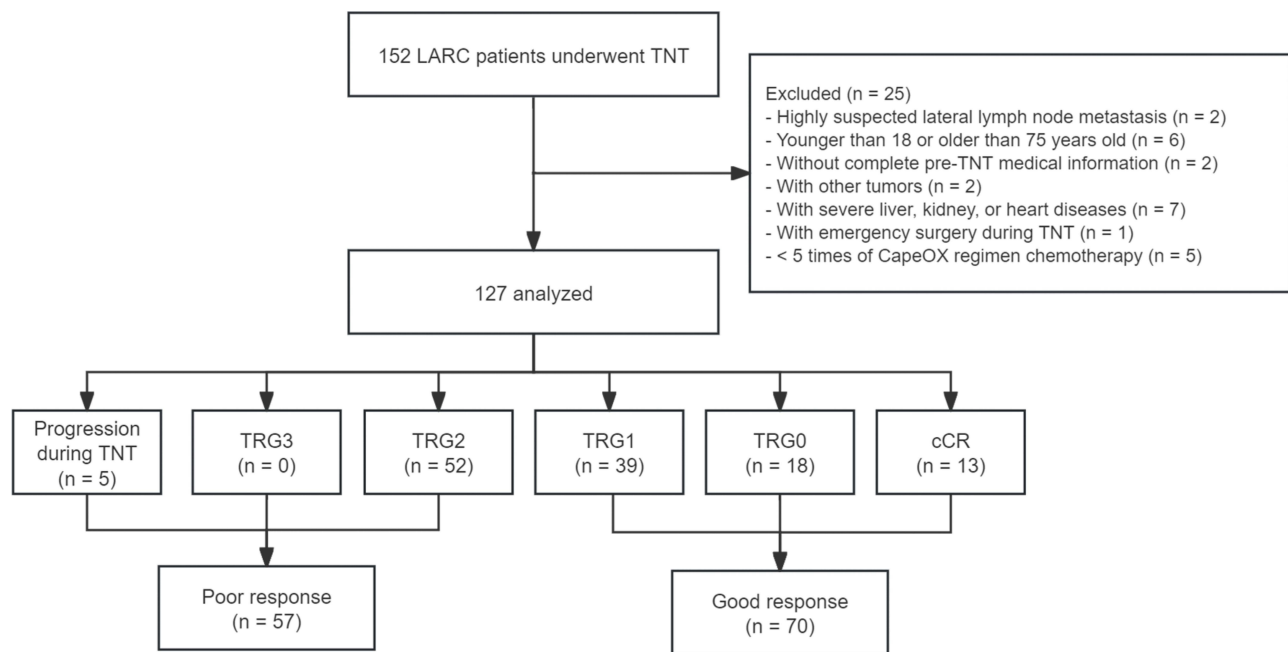 152 LARC patients underwent TNT
Excluded (n = 25)
- Highly suspected lateral lymph node metastasis (n = 2)
- Younger than 18 or older than 75 years old (n = 6)
- Without complete pre-TNT medical information (n = 2)
- With other tumors (n = 2)
- With severe liver, kidney, or heart diseases (n = 7)
- With emergency surgery during TNT (n = 1)
- < 5 times of CapeOX regimen chemotherapy (n = 5)
127 analyzed
Progression
during TNT
(n = 5)
TRG3
(n = 0)
TRG2
(n = 52)
TRG1
(n = 39)
TRG0
(n = 18)
cCR
(n = 13)
Poor response
(n = 57)
Good response
(n = 70)